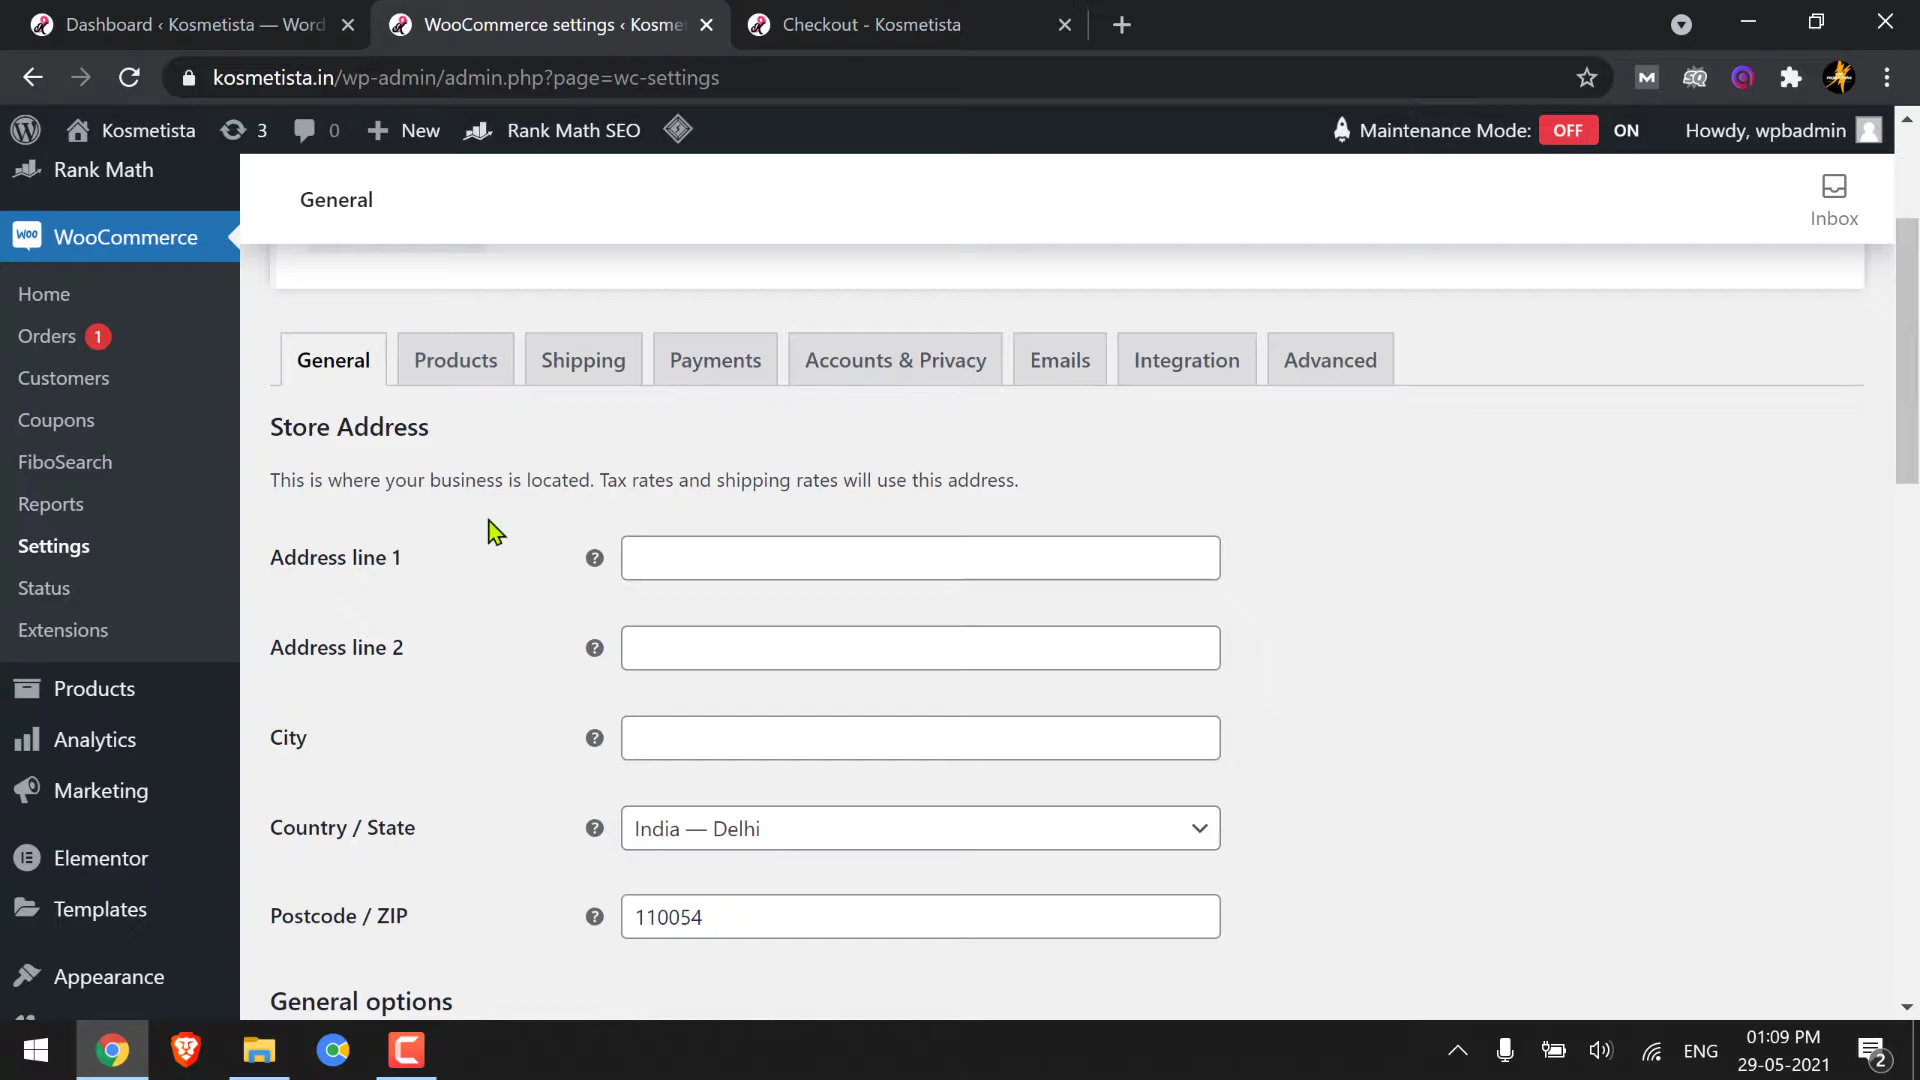 Dashboard ‹ Kosmetista — Word
WooCommerce settings ‹ Kosme
Checkout - Kosmetista
kosmetista.in/wp-admin/admin.php?page=wc-settings
Kosmetista
3
0
New
Rank Math SEO
Maintenance Mode:
OFF
ON
Howdy, wpbadmin
Rank Math
WooCommerce
Home
Orders 1
Customers
Coupons
FiboSearch
Reports
Settings
Status
Extensions
Products
Analytics
Marketing
Elementor
Templates
Appearance
General
Inbox
General
Products
Shipping
Payments
Accounts & Privacy
Emails
Integration
Advanced
Store Address
This is where your business is located. Tax rates and shipping rates will use this address.
Address line 1
Address line 2
City
Country / State
India — Delhi
Postcode / ZIP
110054
General options
ENG
01:09 PM
29-05-2021
2